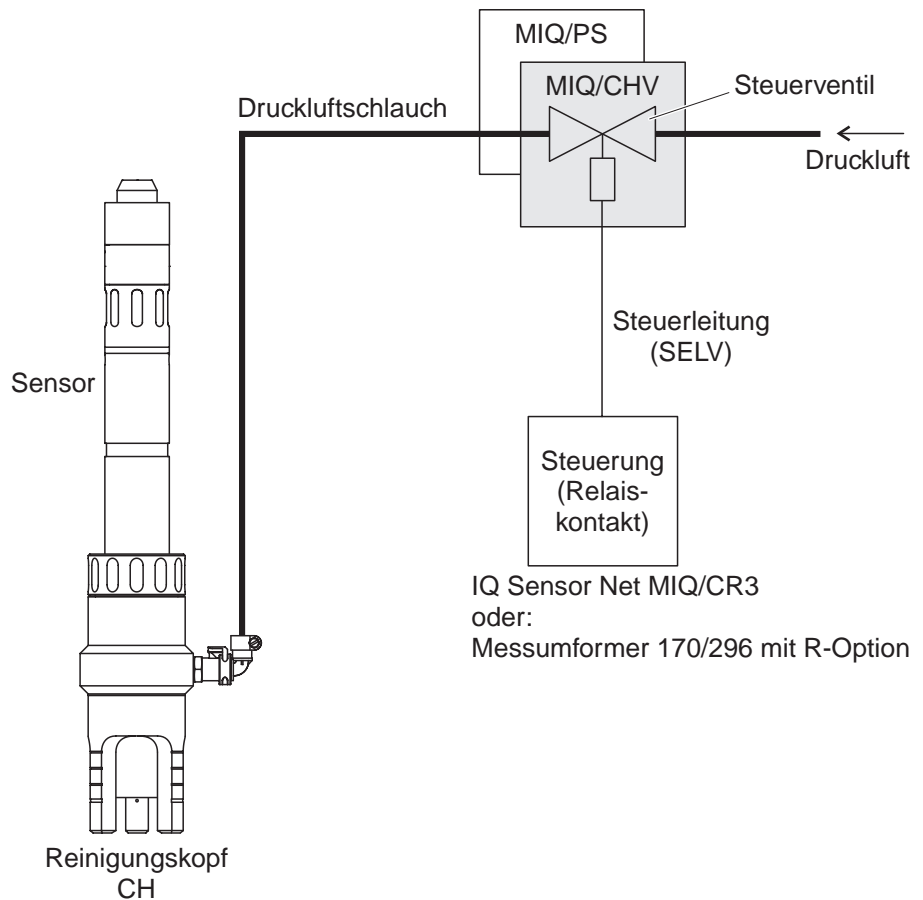 MIQ/PS
MIQ/CHV
Steuerventil
Druckluftschlauch
Druckluft
Steuerleitung
(SELV)
Sensor
Steuerung
(Relais-
kontakt)
IQ Sensor Net MIQ/CR3
oder:
Messumformer 170/296 mit R-Option
Reinigungskopf
CH